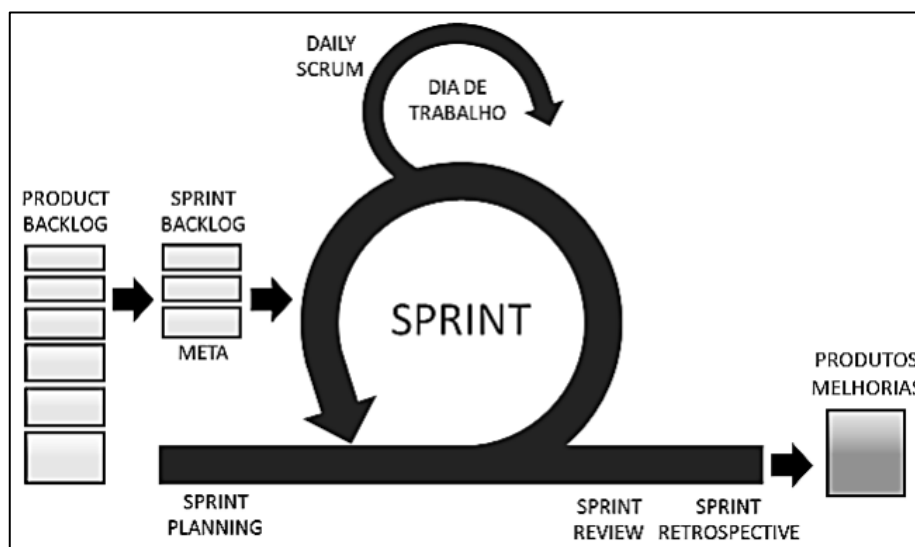 DAILY
SCRUM
DIA DE
TRABALHO
PRODUCT
BACKLOG
SPRINT
BACKLOG
META
SPRINT
PRODUTOS
MELHORIAS
SPRINT
PLANNING
SPRINT
REVIEW
SPRINT
RETROSPECTIVE